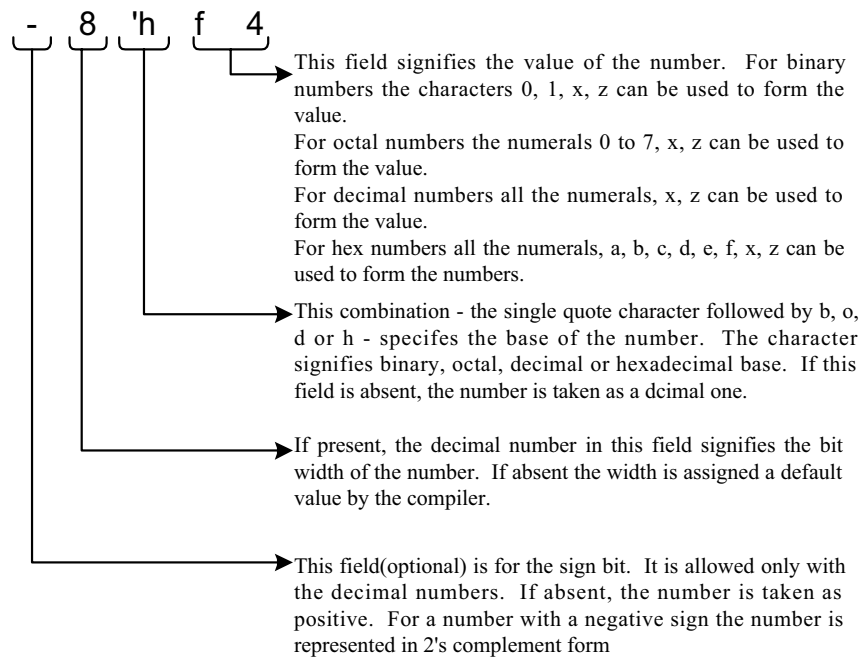 - 8 'h f 4
This field signifies the value of the number. For binary
numbers the characters 0, 1, x, z can be used to form the
value.
For octal numbers the numerals 0 to 7, x, z can be used to
form the value.
For decimal numbers all the numerals, x, z can be used to
form the value.
For hex numbers all the numerals, a, b, c, d, e, f, x, z can be
used to form the numbers.
This combination - the single quote character followed by b, o,
d or h - specifes the base of the number. The character
signifies binary, octal, decimal or hexadecimal base. If this
field is absent, the number is taken as a dcimal one.
If present, the decimal number in this field signifies the bit
width of the number. If absent the width is assigned a default
value by the compiler.
This field(optional) is for the sign bit. It is allowed only with
the decimal numbers. If absent, the number is taken as
positive. For a number with a negative sign the number is
represented in 2's complement form